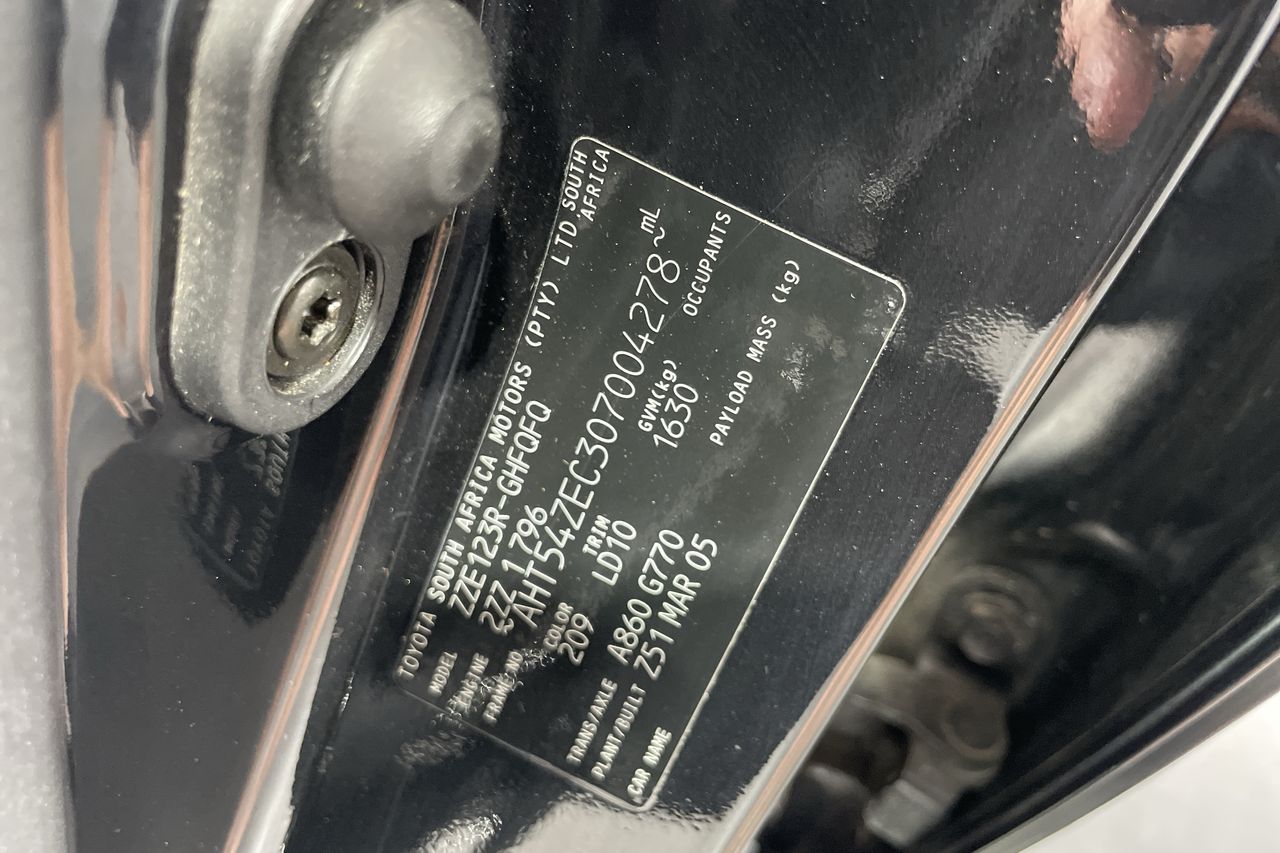 TOYOTA SOUTH AFRICA MOTORS (PTY) LTD SOUTH AFRICA
MODEL ZZE123R-GHFQFQ
ENGINE 2ZZ 1,796 mL
FRAME NO. AHT54ZEC307004278~
COLOR TRIM GVM(kg) OCCUPANTS
209 LD10 1630
PAYLOAD MASS (kg)
TRANS/AXLE A860 G770
PLANT/BUILT Z51 MAR 05
CAR NAME